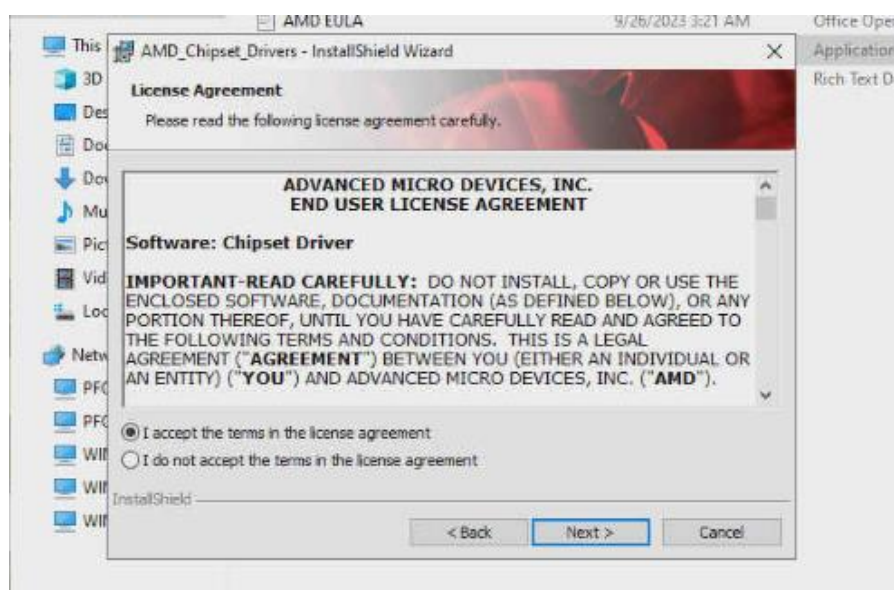 AMD EULA 9/26/2023 3:21 AM Office Ope
This
AMD_Chipset_Drivers - InstallShield Wizard
Application
3D
License Agreement
Rich Text D
Des
Please read the following license agreement carefully.
Do
ADVANCED MICRO DEVICES, INC.
END USER LICENSE AGREEMENT
Dov
Mu
Software: Chipset Driver
Pic
IMPORTANT-READ CAREFULLY: DO NOT INSTALL, COPY OR USE THE
Vid
ENCLOSED SOFTWARE, DOCUMENTATION (AS DEFINED BELOW), OR ANY
Loc
PORTION THEREOF, UNTIL YOU HAVE CAREFULLY READ AND AGREED TO
THE FOLLOWING TERMS AND CONDITIONS. THIS IS A LEGAL
Netw
AGREEMENT ("AGREEMENT") BETWEEN YOU (EITHER AN INDIVIDUAL OR
AN ENTITY) ("YOU") AND ADVANCED MICRO DEVICES, INC. ("AMD").
PFC
PFC
I accept the terms in the license agreement
WIN
I do not accept the terms in the license agreement
WIN
InstallShield
WIN
< Back Next > Cancel